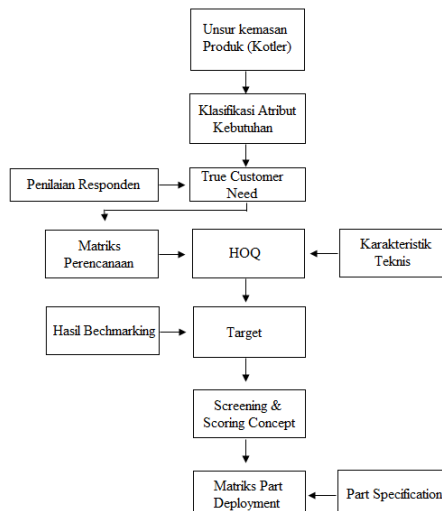 Unsur kemasan
Produk (Kotler)
Klasifikasi Atribut
Kebutuhan
Penilaian Responden
True Customer
Need
Matriks
Perencanaan
HOQ
Karakteristik
Teknis
Hasil Bechmarking
Target
Screening &
Scoring Concept
Matriks Part
Deployment
Part Specification